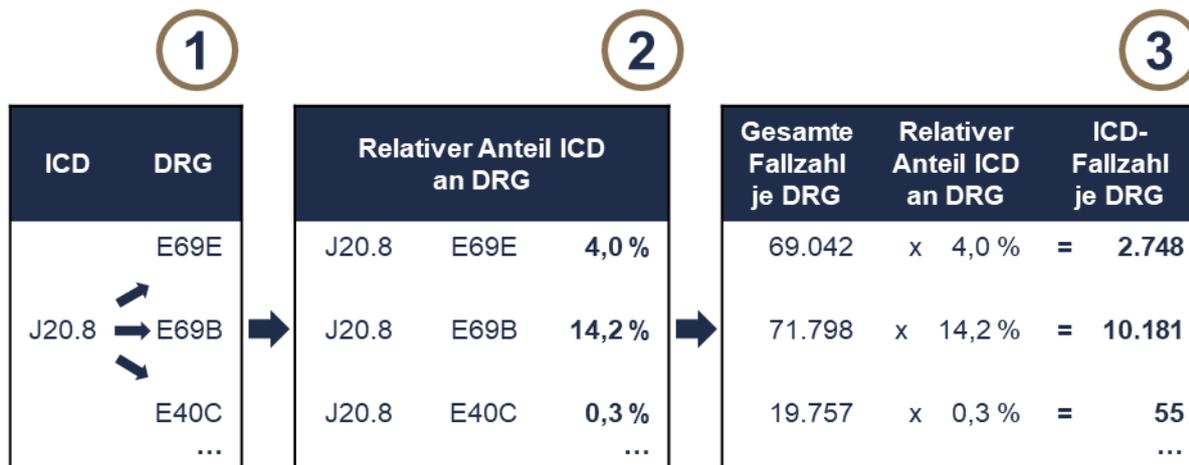 1
2
3
ICD DRG
Relativer Anteil ICD
an DRG
Gesamte Relativer ICD-
Fallzahl Anteil ICD Fallzahl
je DRG an DRG je DRG
E69E J20.8 E69E 4,0 % 69.042 x 4,0 % = 2.748
J20.8 E69B J20.8 E69B 14,2 % 71.798 x 14,2 % = 10.181
E40C J20.8 E40C 0,3 % 19.757 x 0,3 % = 55
... ... ...